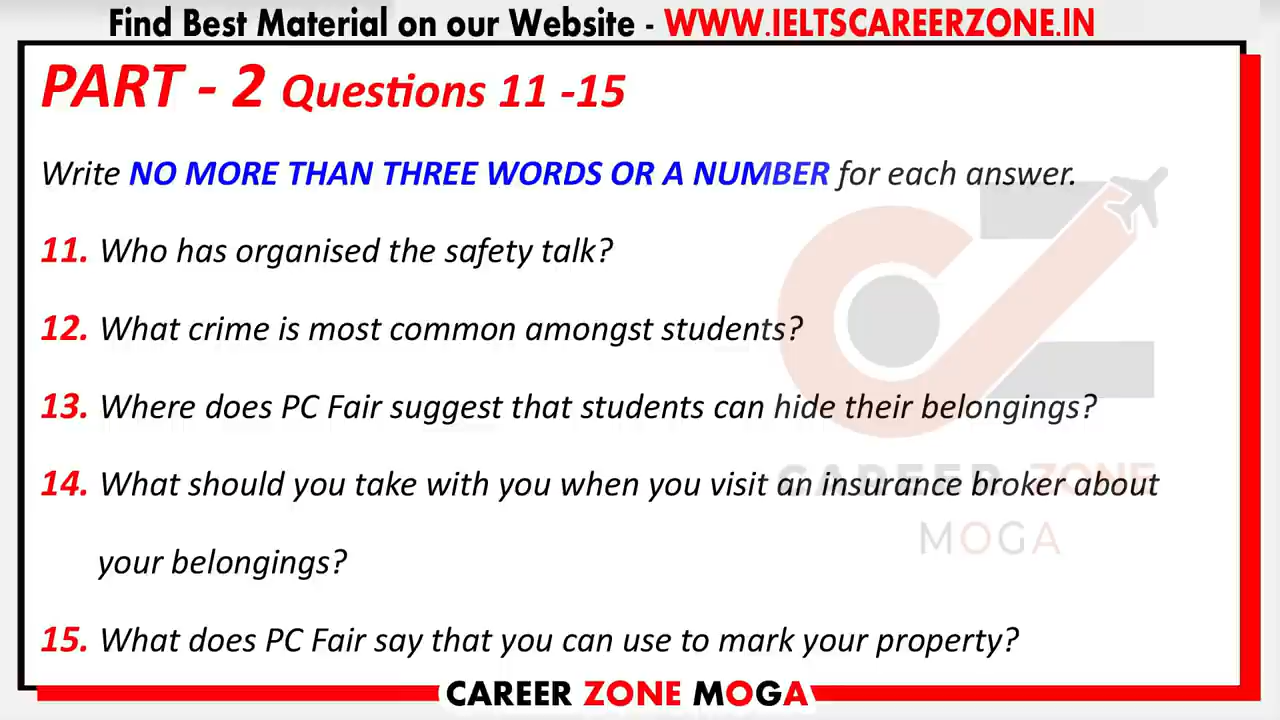 Find Best Material on our Website - WWW.IELTSCAREERZONE.IN
PART - 2 Questions 11 -15
Write NO MORE THAN THREE WORDS OR A NUMBER for each answer.
11. Who has organised the safety talk?
12. What crime is most common amongst students?
13. Where does PC Fair suggest that students can hide their belongings?
14. What should you take with you when you visit an insurance broker about
your belongings?
15. What does PC Fair say that you can use to mark your property?
CAREER ZONE
MOGA
CAREER ZONE MOGA